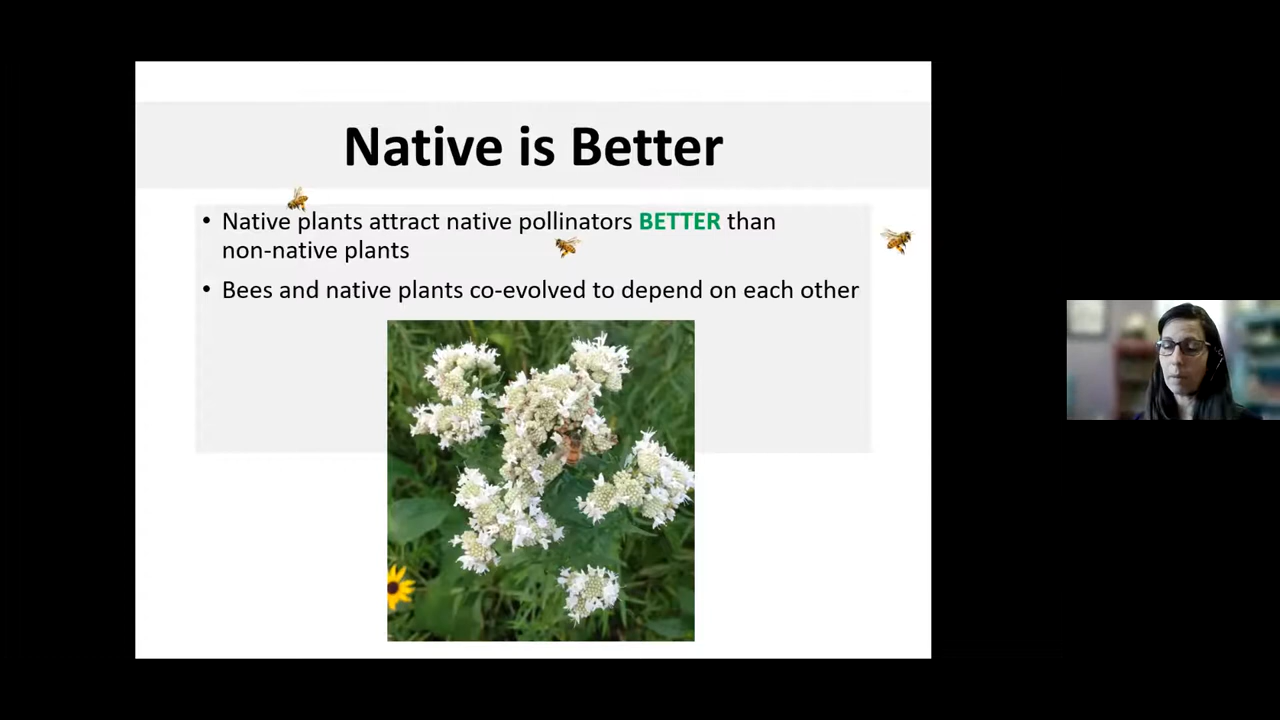 Native is Better
• Native plants attract native pollinators BETTER than
non-native plants
• Bees and native plants co-evolved to depend on each other